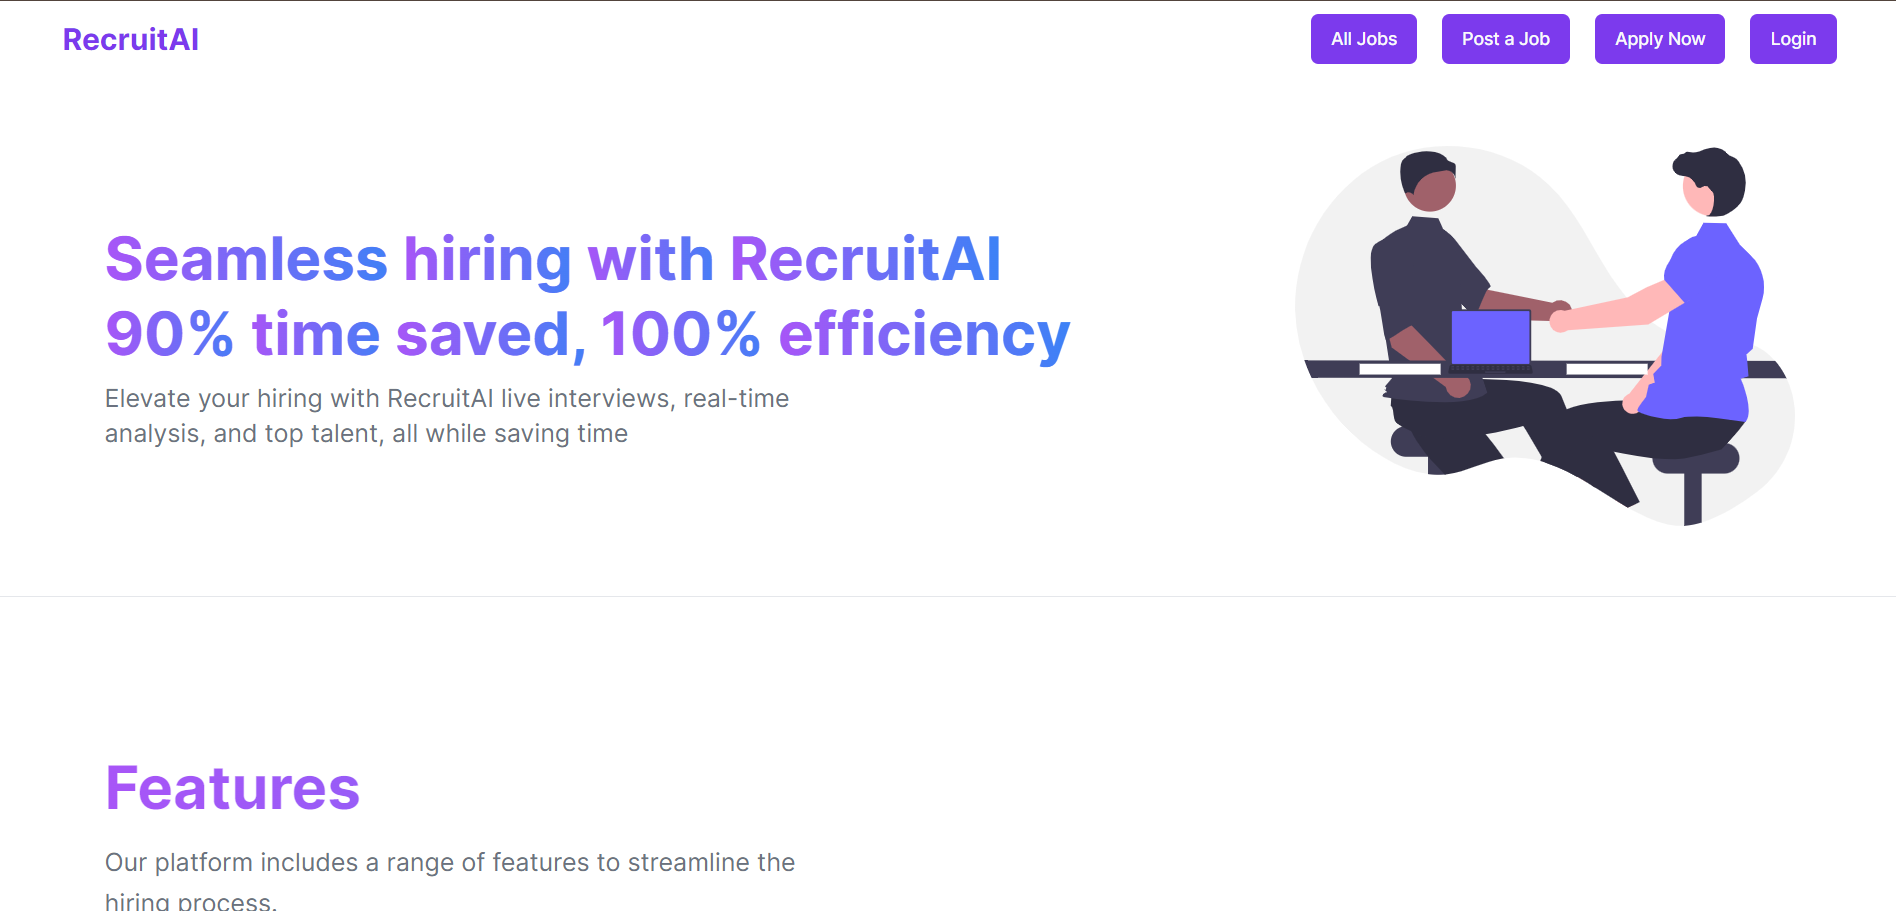 RecruitAI
All Jobs
Post a Job
Apply Now
Login
Seamless hiring with RecruitAI
90% time saved, 100% efficiency
Elevate your hiring with RecruitAI live interviews, real-time
analysis, and top talent, all while saving time
Features
Our platform includes a range of features to streamline the
hiring process.